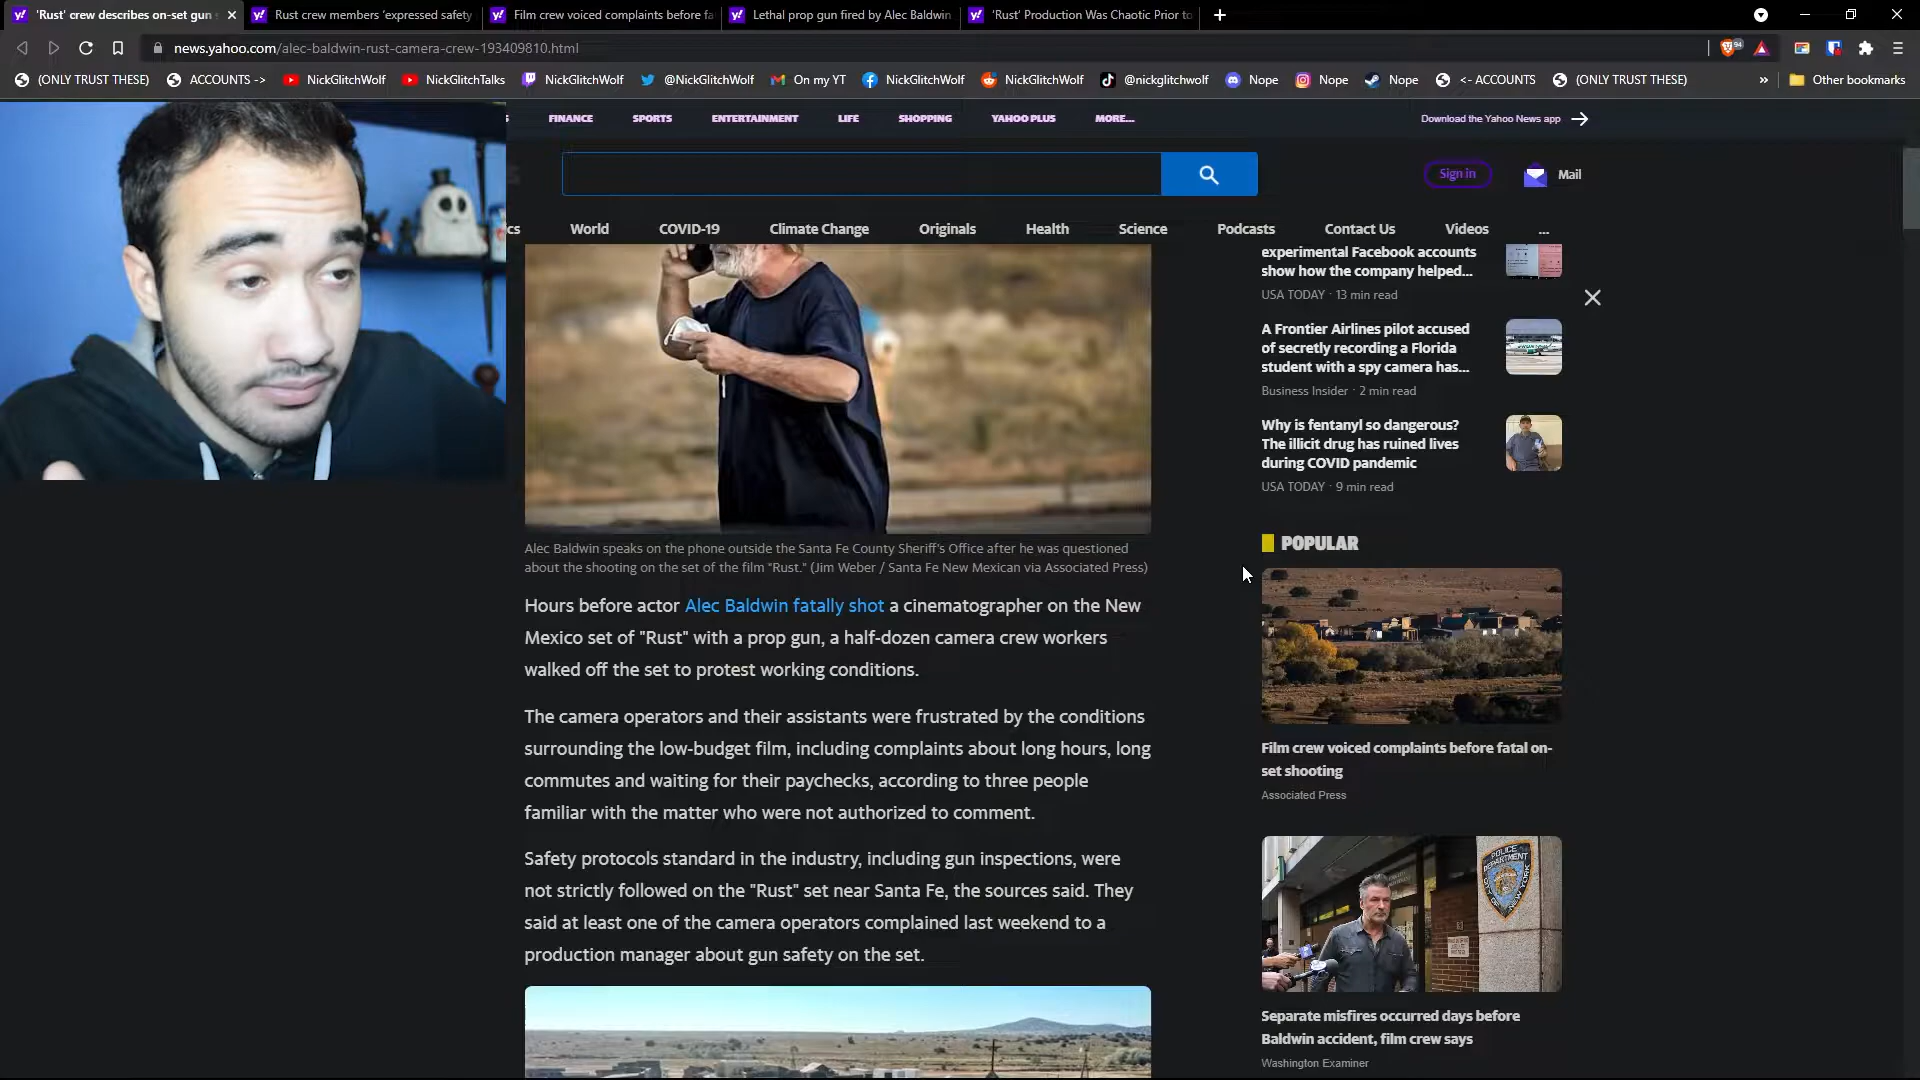 'Rust' crew describes on-set gun
Rust crew members 'expressed safety
Film crew voiced complaints before fa
Lethal prop gun fired by Alec Baldwin
'Rust' Production Was Chaotic Prior to
news.yahoo.com/alec-baldwin-rust-camera-crew-193409810.html
94
(ONLY TRUST THESE)
ACCOUNTS ->
NickGlitchWolf
NickGlitchTalks
NickGlitchWolf
@NickGlitchWolf
On my YT
NickGlitchWolf
NickGlitchWolf
@nickglitchwolf
Nope
Nope
Nope
<- ACCOUNTS
(ONLY TRUST THESE)
»
Other bookmarks
FINANCE
SPORTS
ENTERTAINMENT
LIFE
SHOPPING
YAHOO PLUS
MORE...
Download the Yahoo News app
Sign in
Mail
cs
World
COVID-19
Climate Change
Originals
Health
Science
Podcasts
Contact Us
Videos
...
Alec Baldwin speaks on the phone outside the Santa Fe County Sheriff's Office after he was questioned
about the shooting on the set of the film "Rust." (Jim Weber / Santa Fe New Mexican via Associated Press)
Hours before actor Alec Baldwin fatally shot a cinematographer on the New
Mexico set of "Rust" with a prop gun, a half-dozen camera crew workers
walked off the set to protest working conditions.
The camera operators and their assistants were frustrated by the conditions
surrounding the low-budget film, including complaints about long hours, long
commutes and waiting for their paychecks, according to three people
familiar with the matter who were not authorized to comment.
Safety protocols standard in the industry, including gun inspections, were
not strictly followed on the "Rust" set near Santa Fe, the sources said. They
said at least one of the camera operators complained last weekend to a
production manager about gun safety on the set.
experimental Facebook accounts
show how the company helped...
USA TODAY · 13 min read
A Frontier Airlines pilot accused
of secretly recording a Florida
student with a spy camera has...
Business Insider · 2 min read
Why is fentanyl so dangerous?
The illicit drug has ruined lives
during COVID pandemic
USA TODAY · 9 min read
POPULAR
Film crew voiced complaints before fatal on-
set shooting
Associated Press
POLICE
DEPARTMENT
CITY OF
NEW YORK
Separate misfires occurred days before
Baldwin accident, film crew says
Washington Examiner